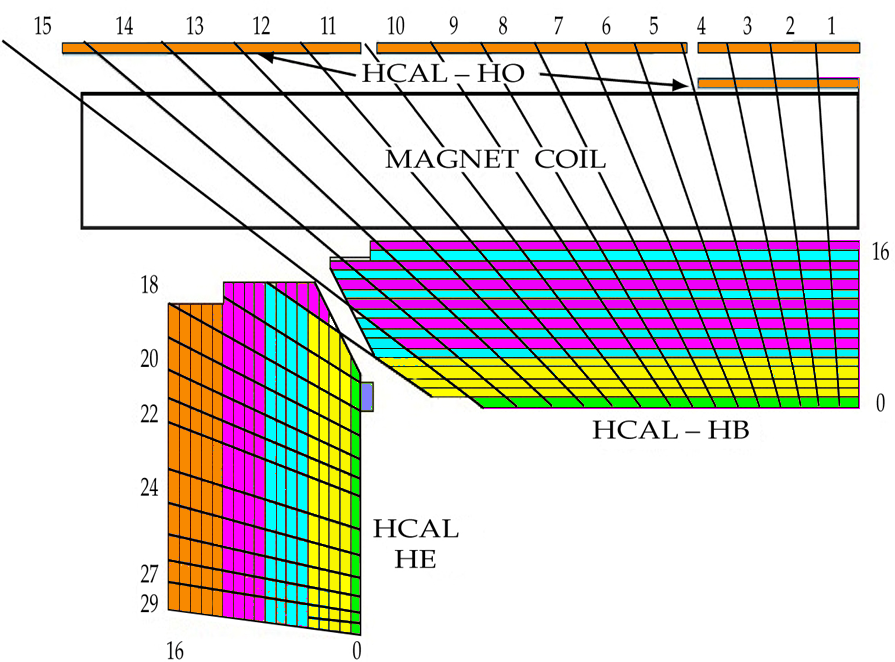 15 14 13 12 11 10 9 8 7 6 5 4 3 2 1
HCAL – HO
MAGNET COIL
16
18
20
0
22
HCAL – HB
24
HCAL
HE
27
29
16 0